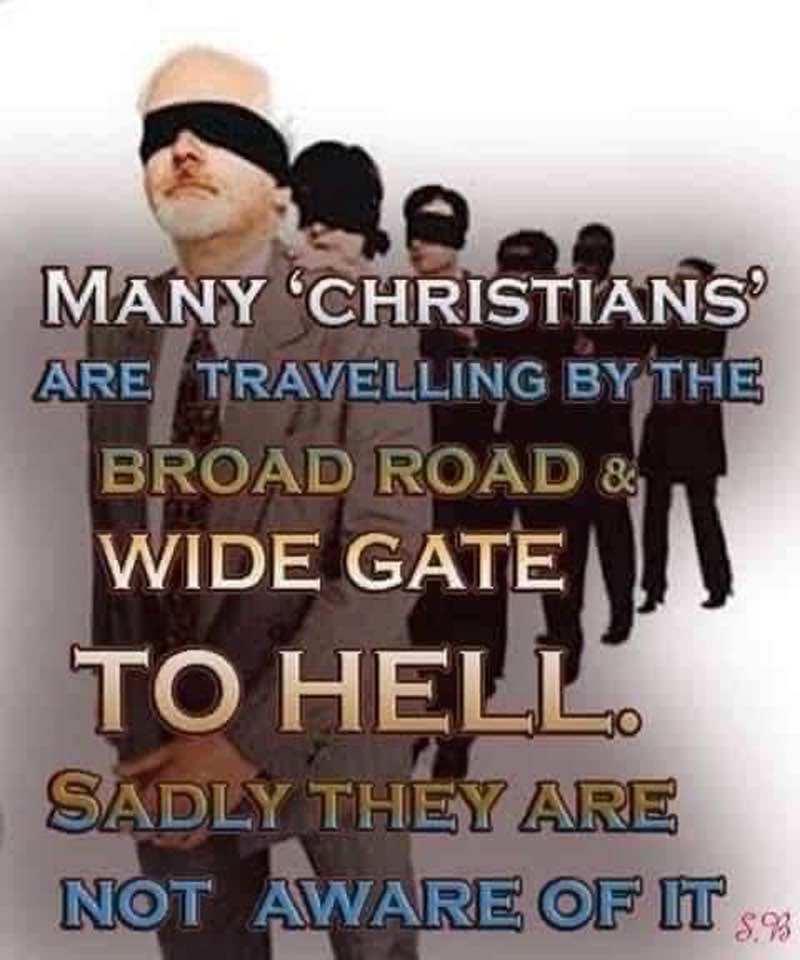 MANY ‘CHRISTIANS’
ARE TRAVELLING BY THE
BROAD ROAD &
WIDE GATE
TO HELL.
SADLY THEY ARE
NOT AWARE OF IT
S.B